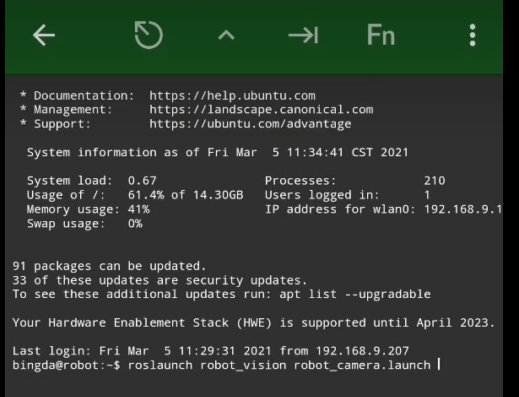 Fn
* Documentation:  https://help.ubuntu.com
* Management:     https://landscape.canonical.com
* Support:        https://ubuntu.com/advantage
System information as of Fri Mar  5 11:34:41 CST 2021
System load:  0.67              Processes:              210
Usage of /:   61.4% of 14.30GB  Users logged in:        1
Memory usage: 41%               IP address for wlan0: 192.168.9.1
Swap usage:   0%
91 packages can be updated.
33 of these updates are security updates.
To see these additional updates run: apt list --upgradable
Your Hardware Enablement Stack (HWE) is supported until April 2023.
Last login: Fri Mar  5 11:29:31 2021 from 192.168.9.207
bingda@robot:~$ roslaunch robot_vision robot_camera.launch